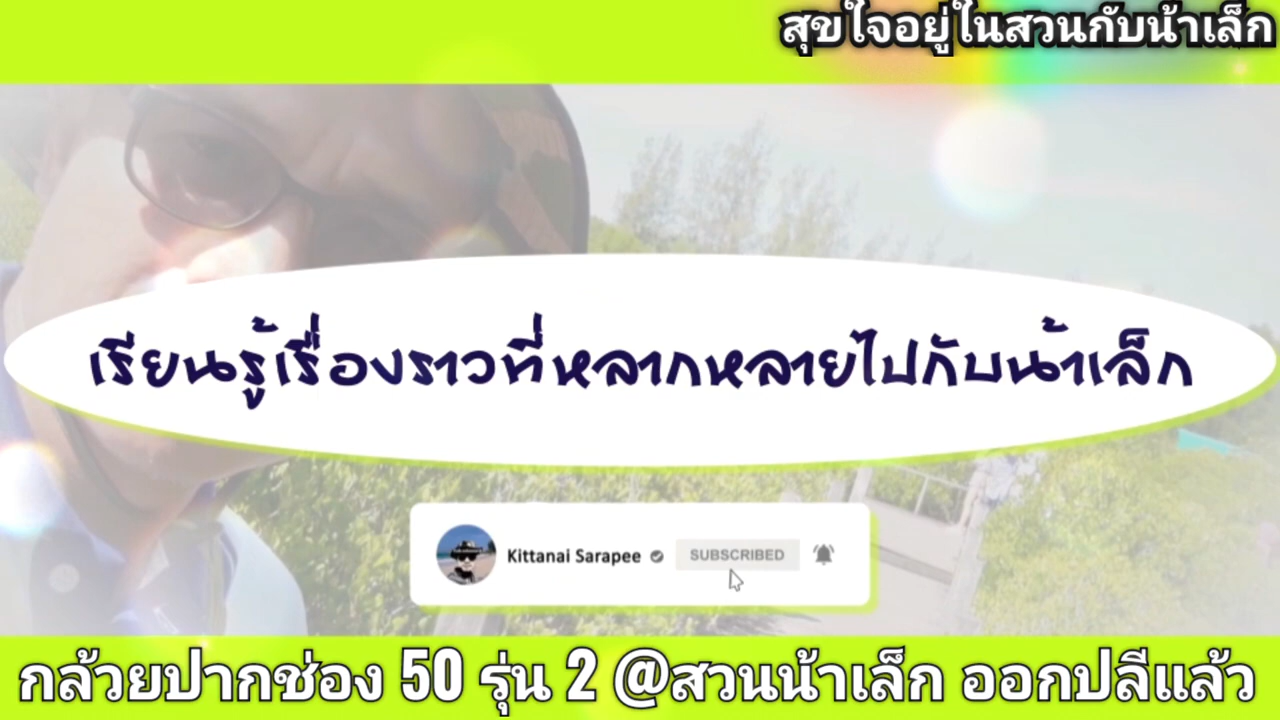 สุขใจอยู่ในสวนกับน้าเล็ก
เรียนรู้เรื่องราวที่หลากหลายไปกับน้าเล็ก
Kittanai Sarapee SUBSCRIBED
กล้วยปากช่อง 50 รุ่น 2 @สวนน้าเล็ก ออกปลีแล้ว